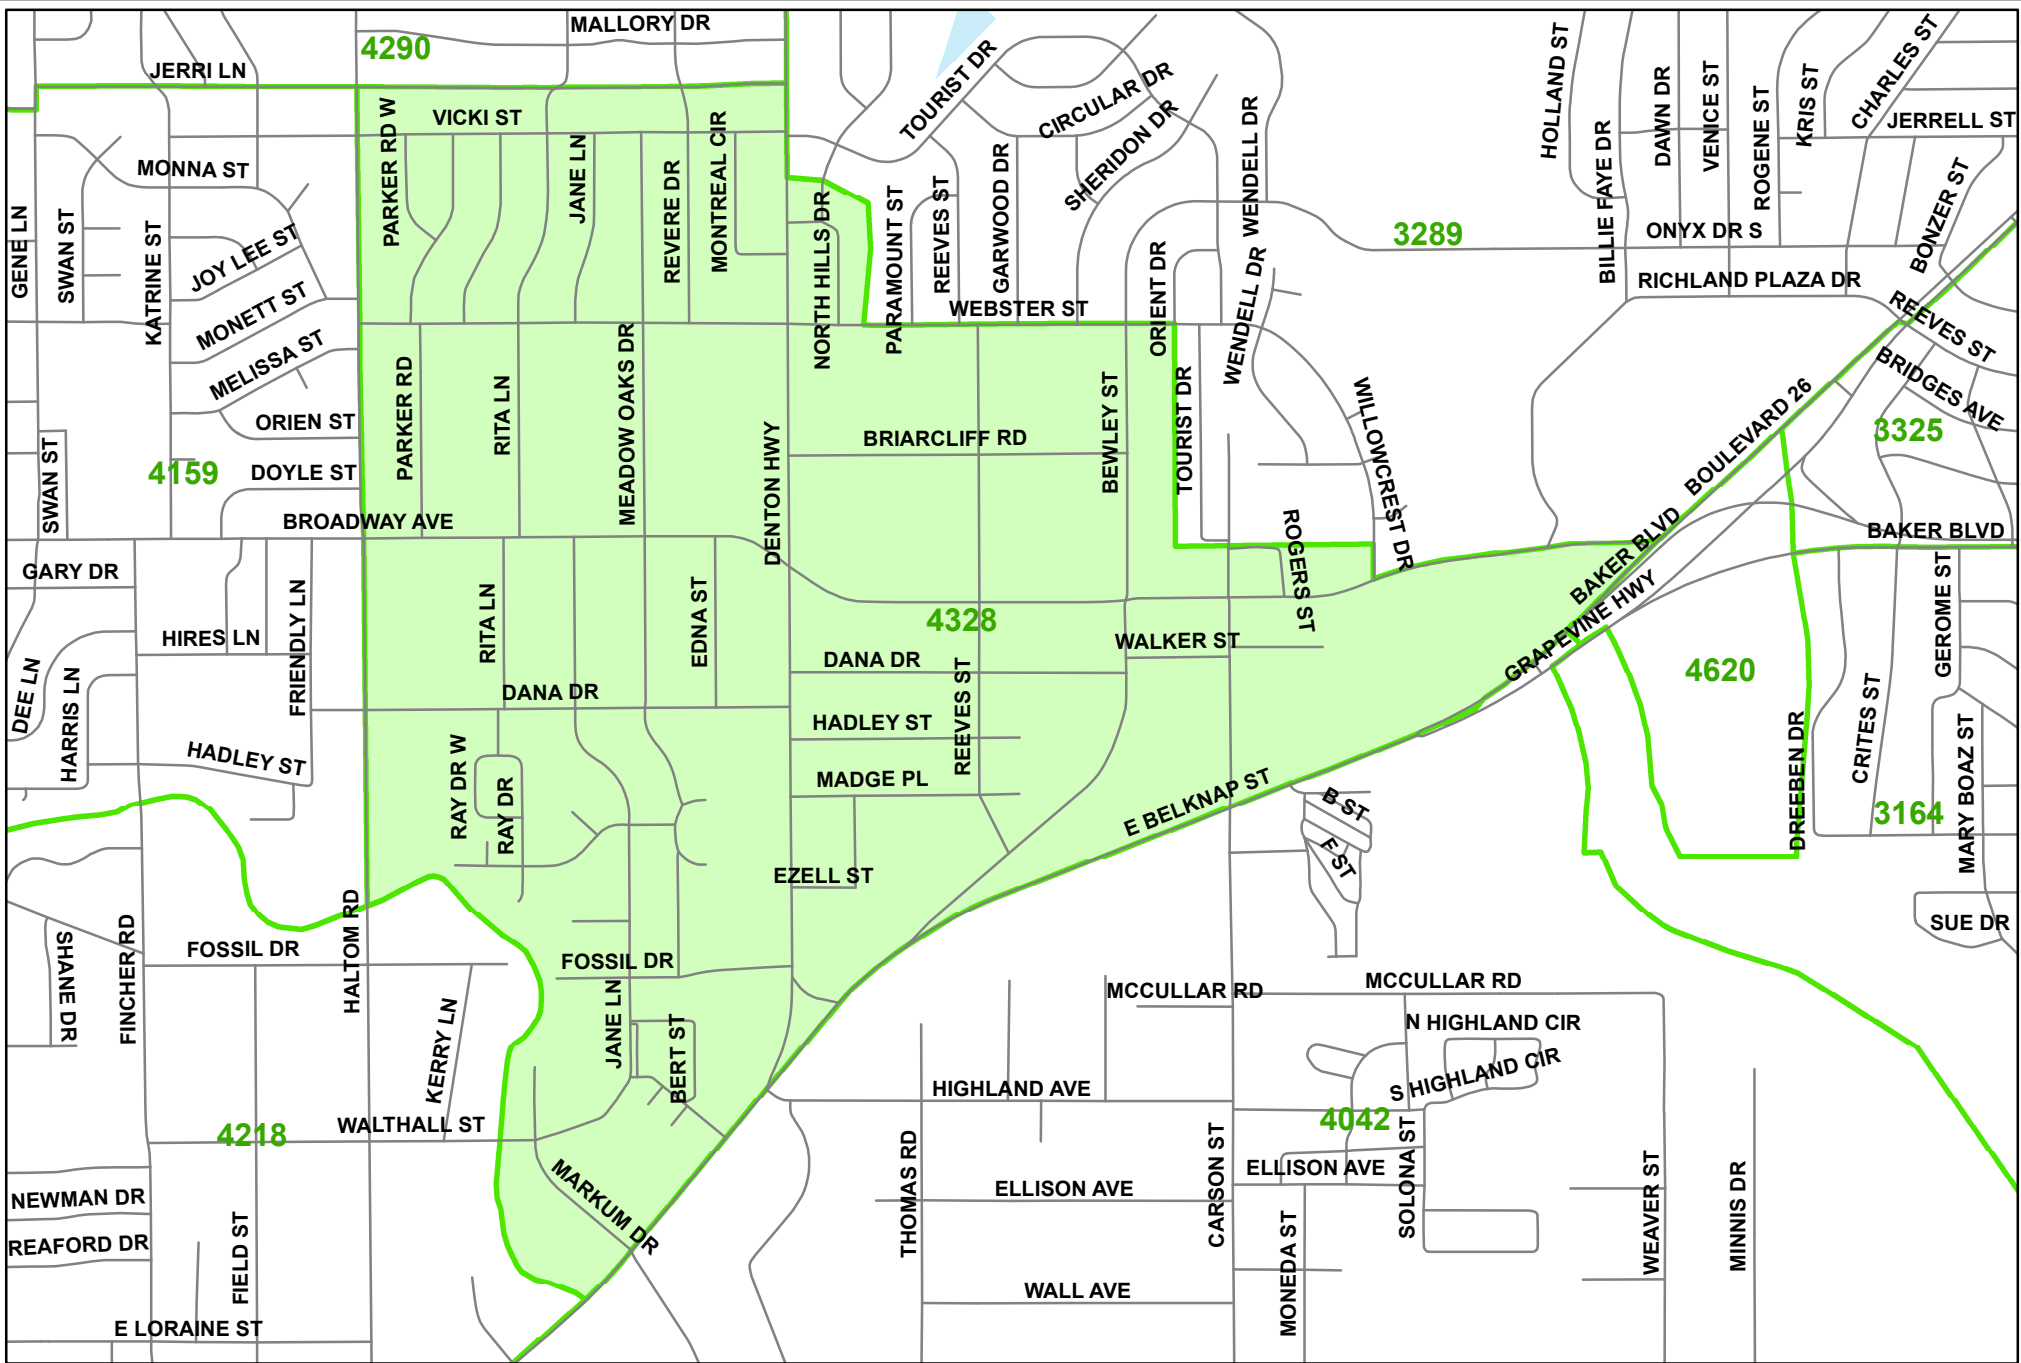 MALLORY DR
4290
JERRI LN
TOURIST DR
CIRCULAR DR
HOLLAND ST
DAWN DR
VENICE ST
ROGENE ST
KRIS ST
CHARLES ST
JERRELL ST
VICKI ST
PARKER RD W
JANE LN
REVERE DR
MONTREAL CIR
SHERIDON DR
WENDELL DR
BILLIE FAYE DR
MONNA ST
GENE LN
SWAN ST
KATRINE ST
JOY LEE ST
MONETT ST
MELISSA ST
NORTH HILLS DR
PARAMOUNT ST
REEVES ST
GARWOOD DR
ORIENT DR
WENDELL DR
3289
ONYX DR S
BONZER ST
RICHLAND PLAZA DR
WEBSTER ST
REEVES ST
BRIDGES AVE
3325
ORIEN ST
PARKER RD
RITA LN
MEADOW OAKS DR
DENTON HWY
BRIARCLIFF RD
BEWLEY ST
TOURIST DR
WILLOWCREST DR
BOULEVARD 26
4159
DOYLE ST
SWAN ST
BROADWAY AVE
ROGERS ST
BAKER BLVD
BAKER BLVD
GARY DR
HIRES LN
FRIENDLY LN
RITA LN
EDNA ST
4328
WALKER ST
GRAPEVINE HWY
GEROME ST
DEE LN
HARRIS LN
DANA DR
DANA DR
REEVES ST
4620
HADLEY ST
HADLEY ST
DREEBEN DR
CRITES ST
MARY BOAZ ST
RAY DR W
RAY DR
MADGE PL
E BELKNAP ST
B ST
F ST
3164
EZELL ST
SUE DR
SHANE DR
FINCHER RD
FOSSIL DR
HALTOM RD
FOSSIL DR
MCCULLAR RD
MCCULLAR RD
KERRY LN
JANE LN
BERT ST
N HIGHLAND CIR
S HIGHLAND CIR
HIGHLAND AVE
4218
WALTHALL ST
4042
THOMAS RD
CARSON ST
SOLONA ST
ELLISON AVE
ELLISON AVE
NEWMAN DR
MARKUM DR
REAFORD DR
FIELD ST
MONEDA ST
WEAVER ST
MINNIS DR
WALL AVE
E LORAINE ST